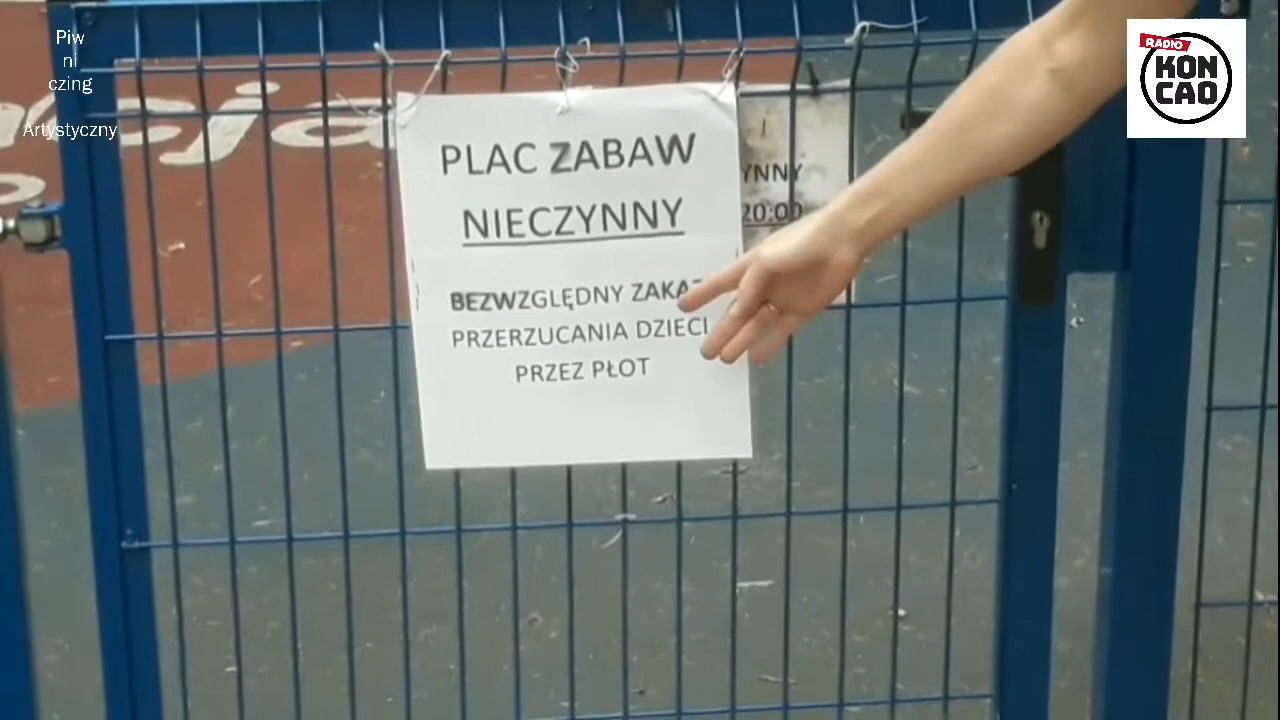 Piw
ni
czing
Artystyczny
RADIO
KON
CAO
cja
PLAC ZABAW
NIECZYNNY
BEZWZGLĘDNY ZAKAZ
PRZERZUCANIA DZIECI
PRZEZ PŁOT
YNNY
20:00